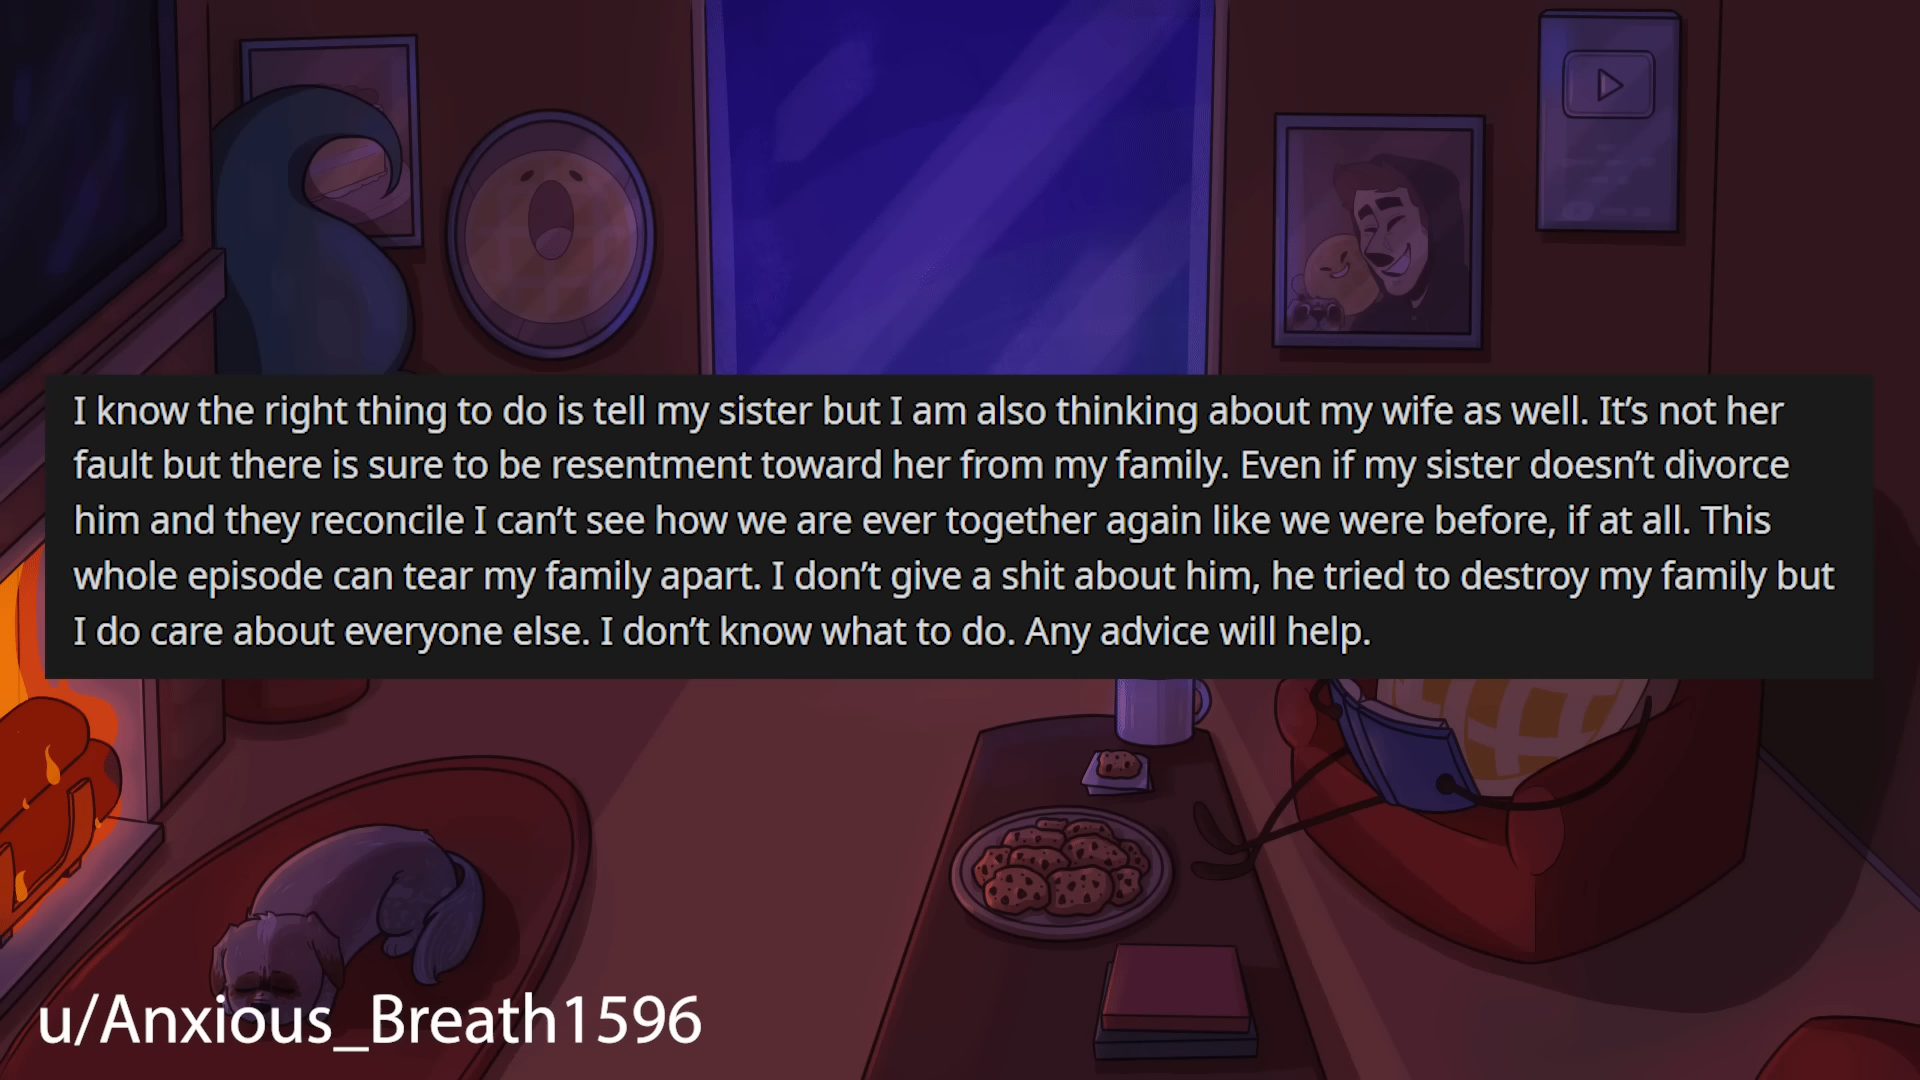 I know the right thing to do is tell my sister but I am also thinking about my wife as well. It’s not her
fault but there is sure to be resentment toward her from my family. Even if my sister doesn’t divorce
him and they reconcile I can’t see how we are ever together again like we were before, if at all. This
whole episode can tear my family apart. I don’t give a shit about him, he tried to destroy my family but
I do care about everyone else. I don’t know what to do. Any advice will help.
u/Anxious_Breath1596